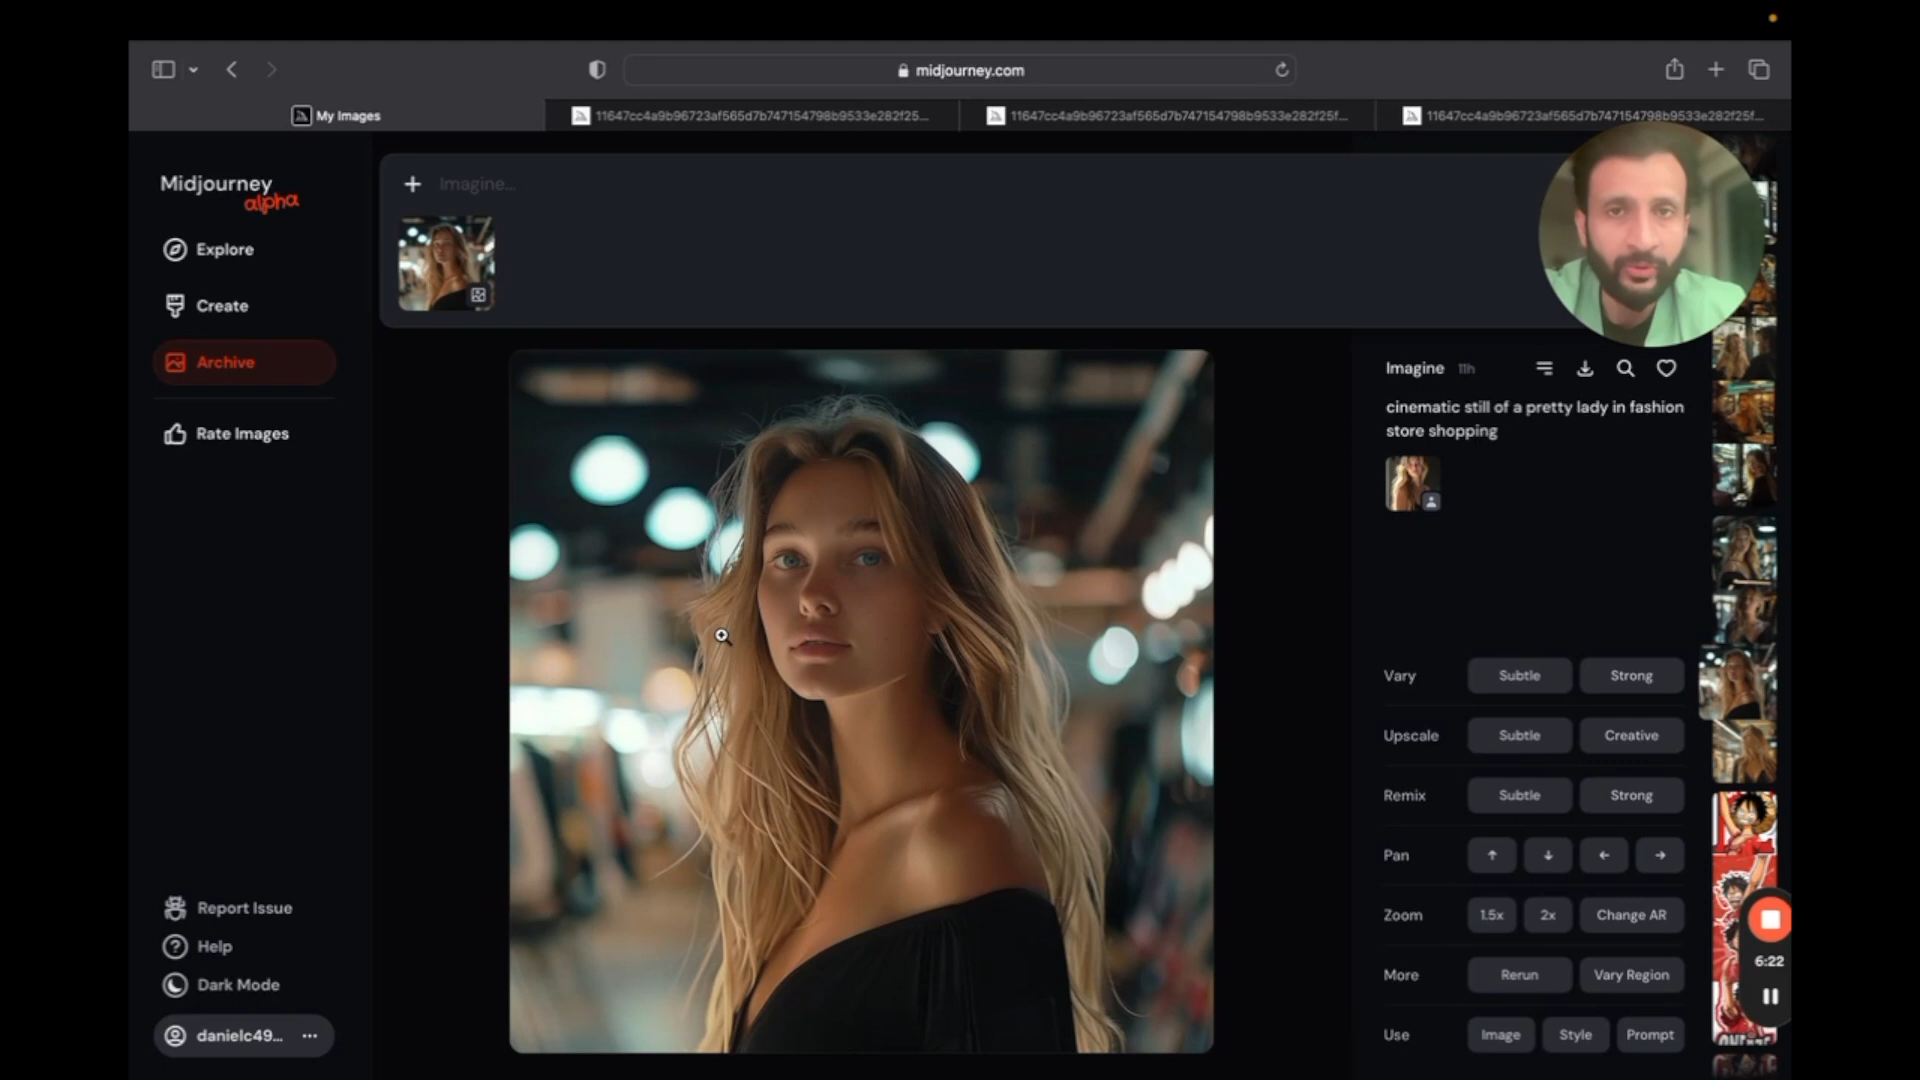 midjourney.com
My Images
11647cc4a9b96723af565d7b747154798b9533e282f25...
11647cc4a9b96723af565d7b747154798b9533e282f25f...
11647cc4a9b96723af565d7b747154798b9533e282f25f...
Midjourney
alpha
Imagine...
Explore
Create
Archive
Rate Images
Imagine 11h
cinematic still of a pretty lady in fashion
store shopping
Vary Subtle Strong
Upscale Subtle Creative
Remix Subtle Strong
Pan
Zoom 1.5x 2x Change AR
More Rerun Vary Region
Use Image Style Prompt
6:22
Report Issue
Help
Dark Mode
danielc49...